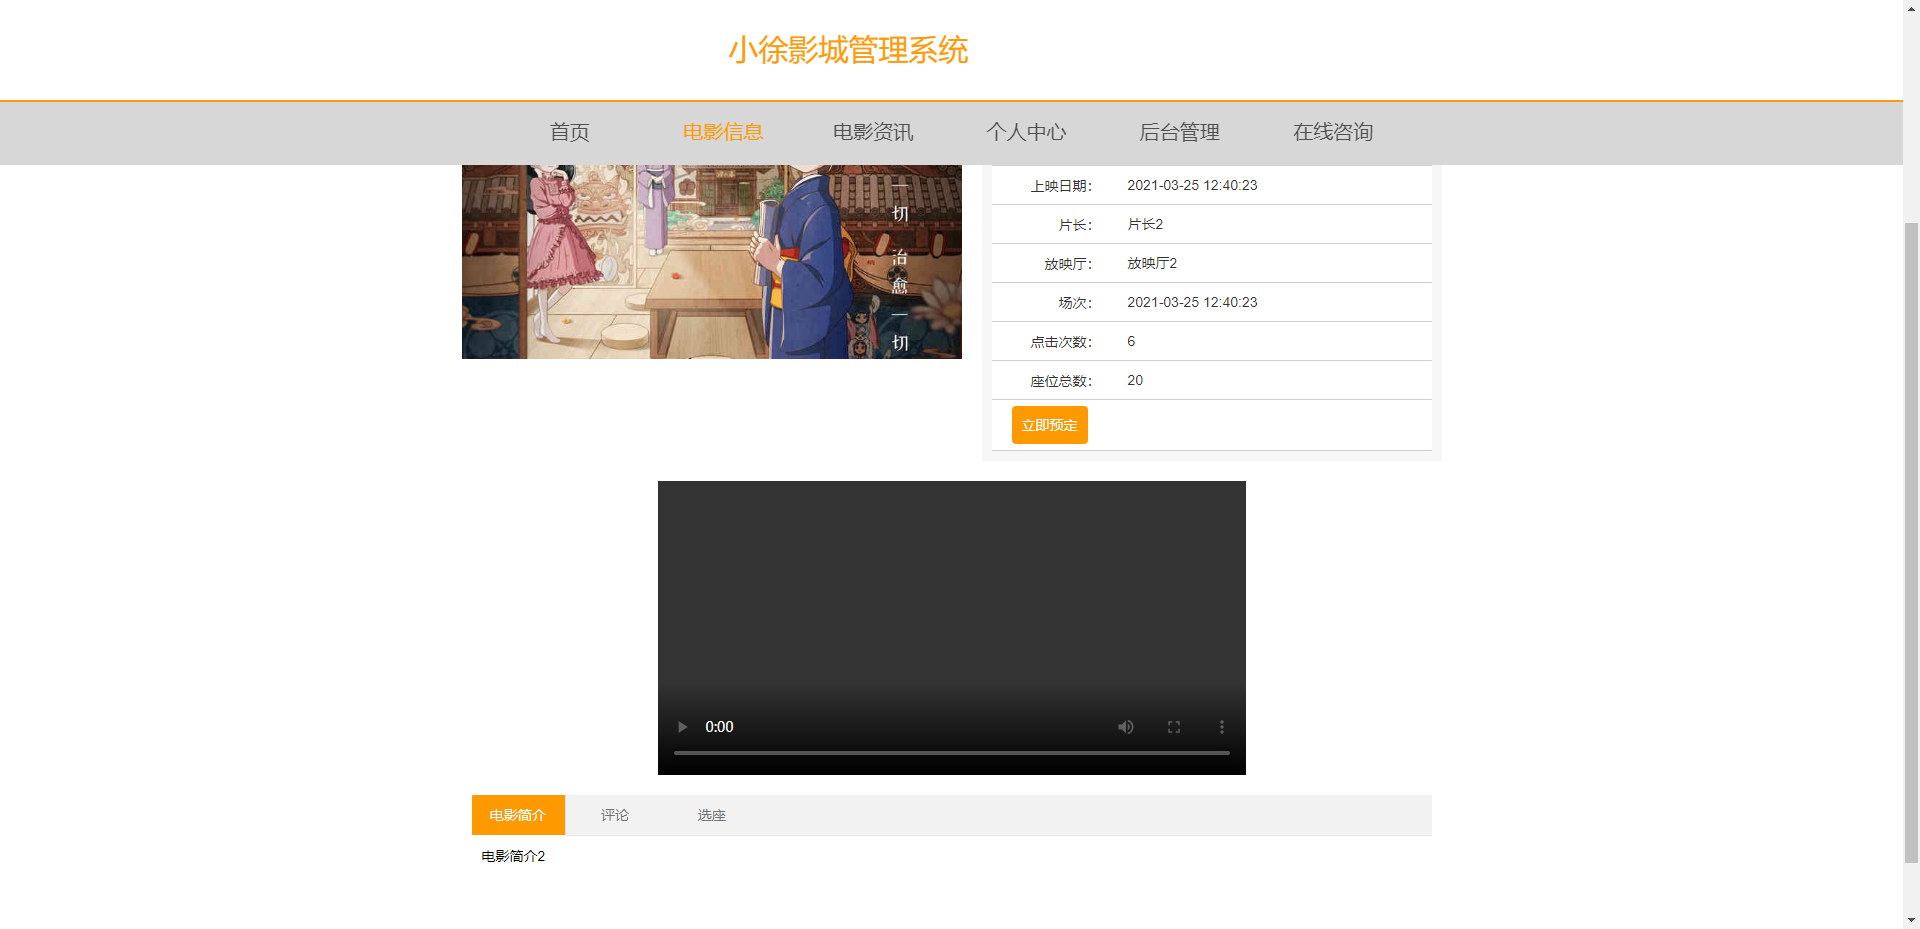 小徐影城管理系统
首页 电影信息 电影资讯 个人中心 后台管理 在线咨询
一切 治愈一切
上映日期： 2021-03-25 12:40:23
片长： 片长2
放映厅： 放映厅2
场次： 2021-03-25 12:40:23
点击次数： 6
座位总数： 20
立即预定
0:00
电影简介 评论 选座
电影简介2